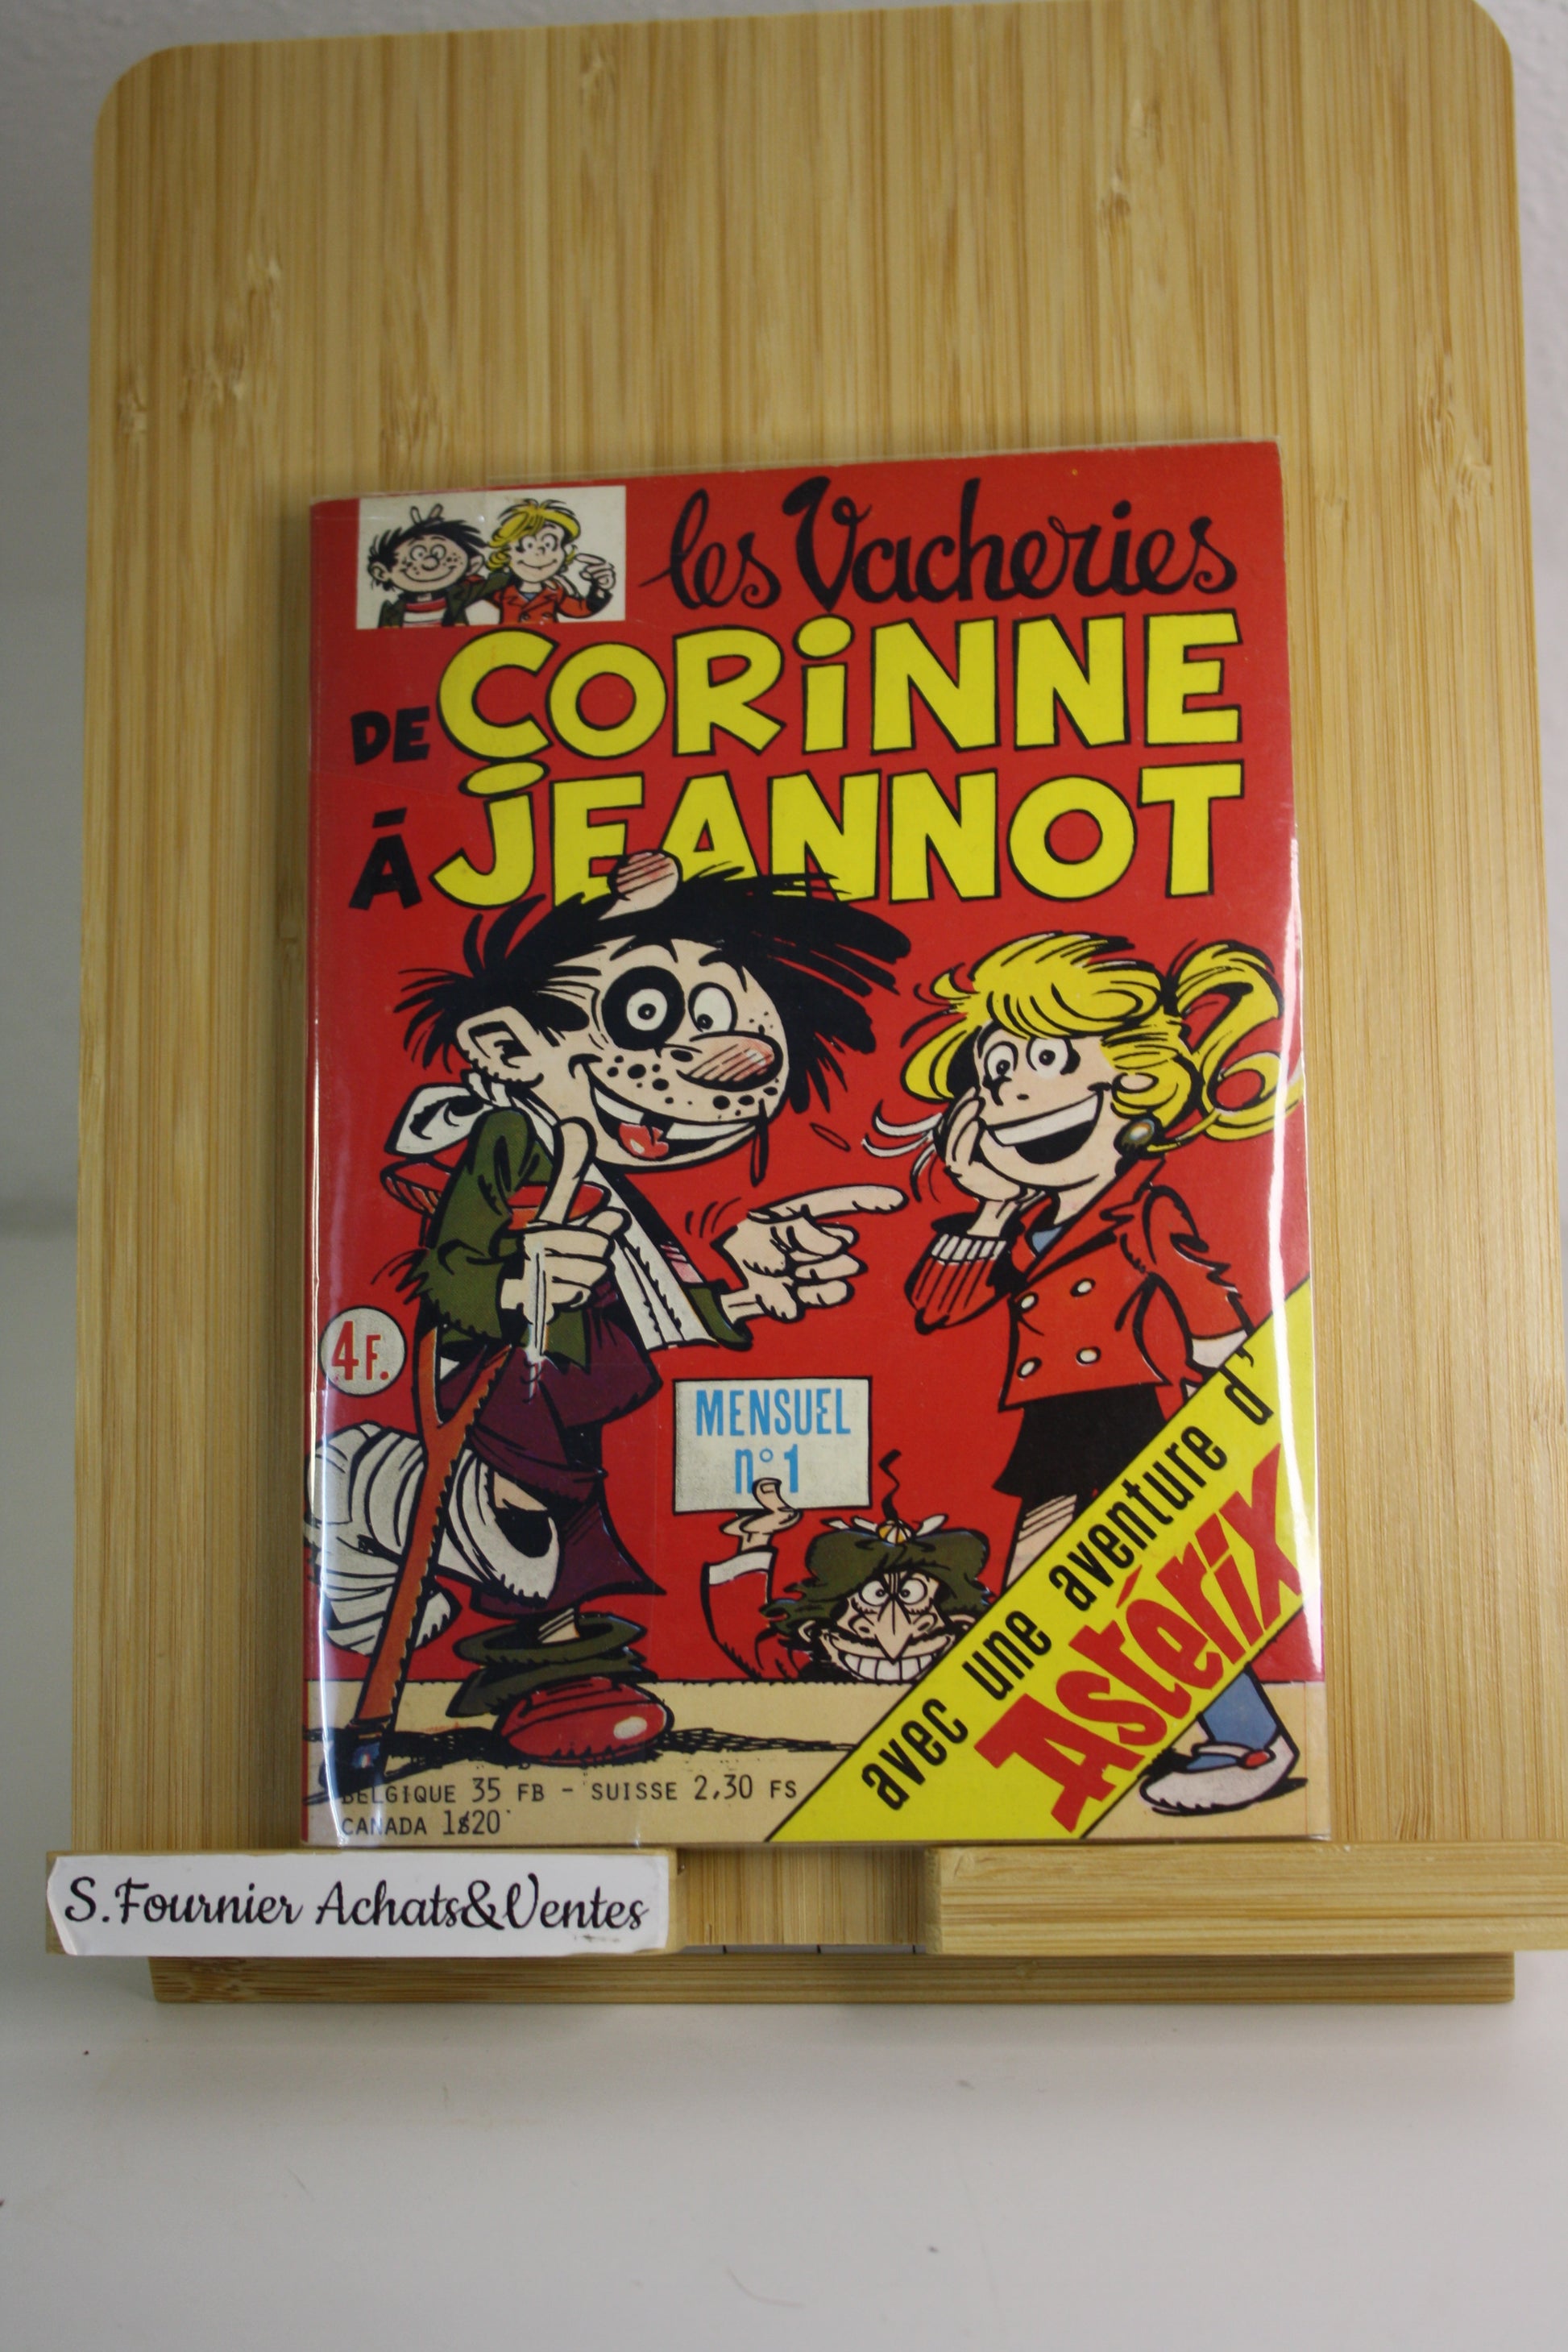 les Vacheries
DE CORiNNE
À JEANNOT
4F.
MENSUEL
n°1
avec une aventure d'
Astérix
BELGIQUE 35 FB - SUISSE 2,30 FS
CANADA 1$20
S.Fournier Achats&Ventes